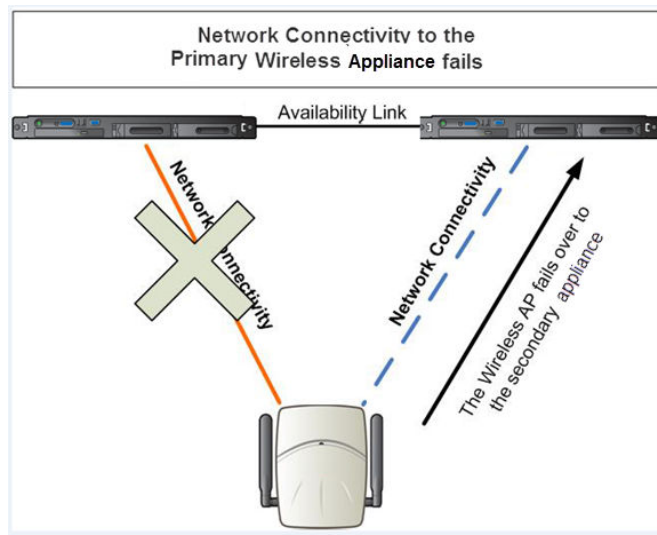 Network Connectivity to the
Primary Wireless Appliance fails
Availability Link
Network Connectivity
Network Connectivity
The Wireless AP fails over to
the secondary appliance